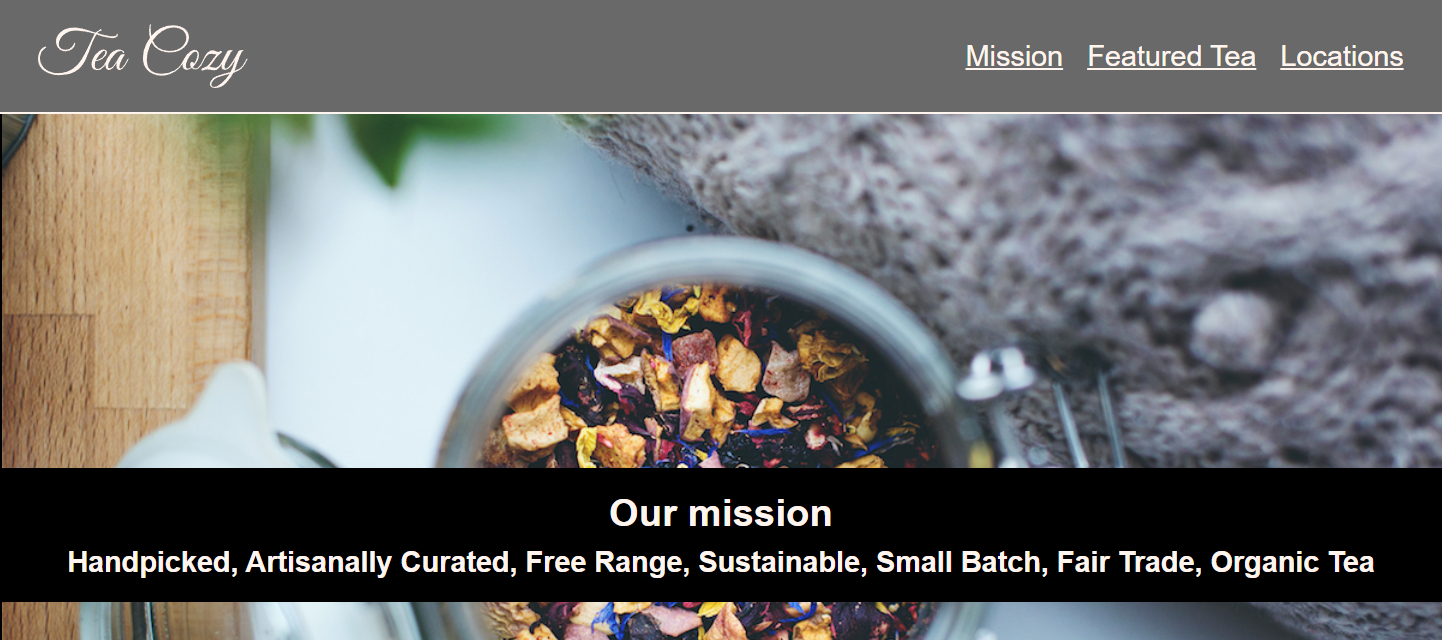 Tea Cozy
Mission Featured Tea Locations
Our mission
Handpicked, Artisanally Curated, Free Range, Sustainable, Small Batch, Fair Trade, Organic Tea